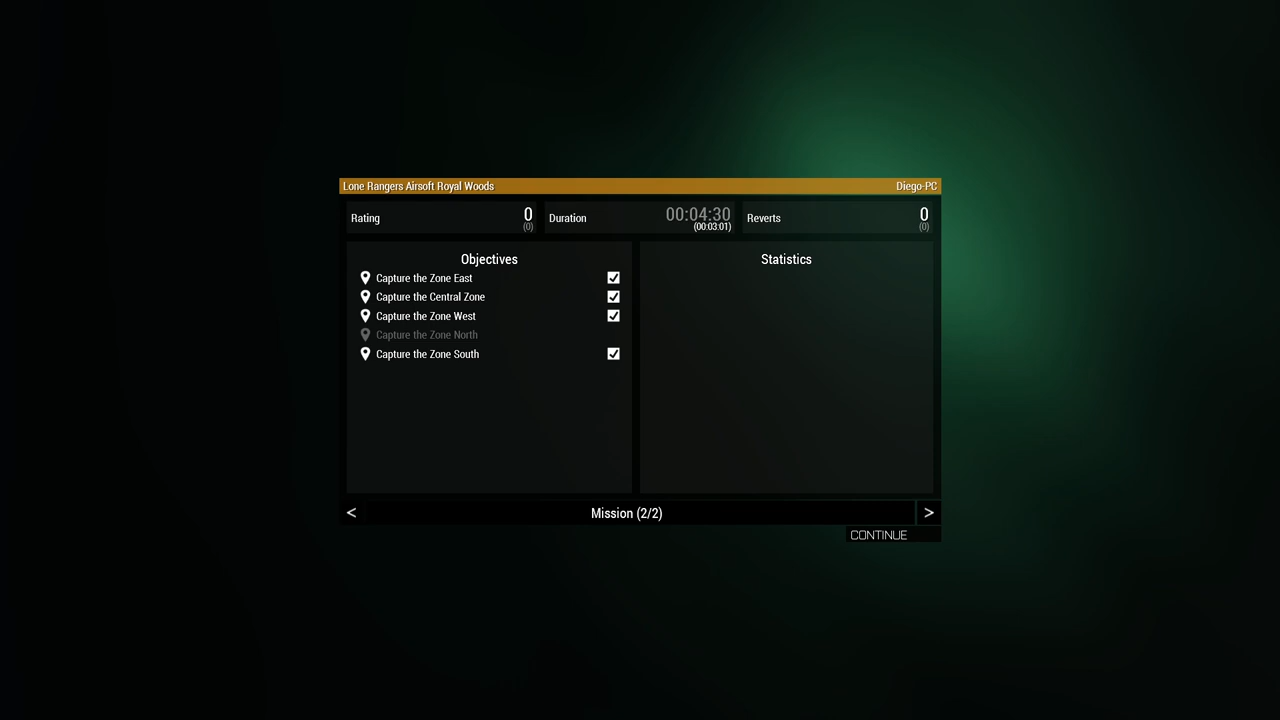 Lone Rangers Airsoft Royal Woods Diego-PC
Rating 0 (0) Duration 00:04:30 (00:03:01) Reverts 0 (0)
Objectives
Capture the Zone East
Capture the Central Zone
Capture the Zone West
Capture the Zone North
Capture the Zone South
Statistics
< Mission (2/2) >
CONTINUE